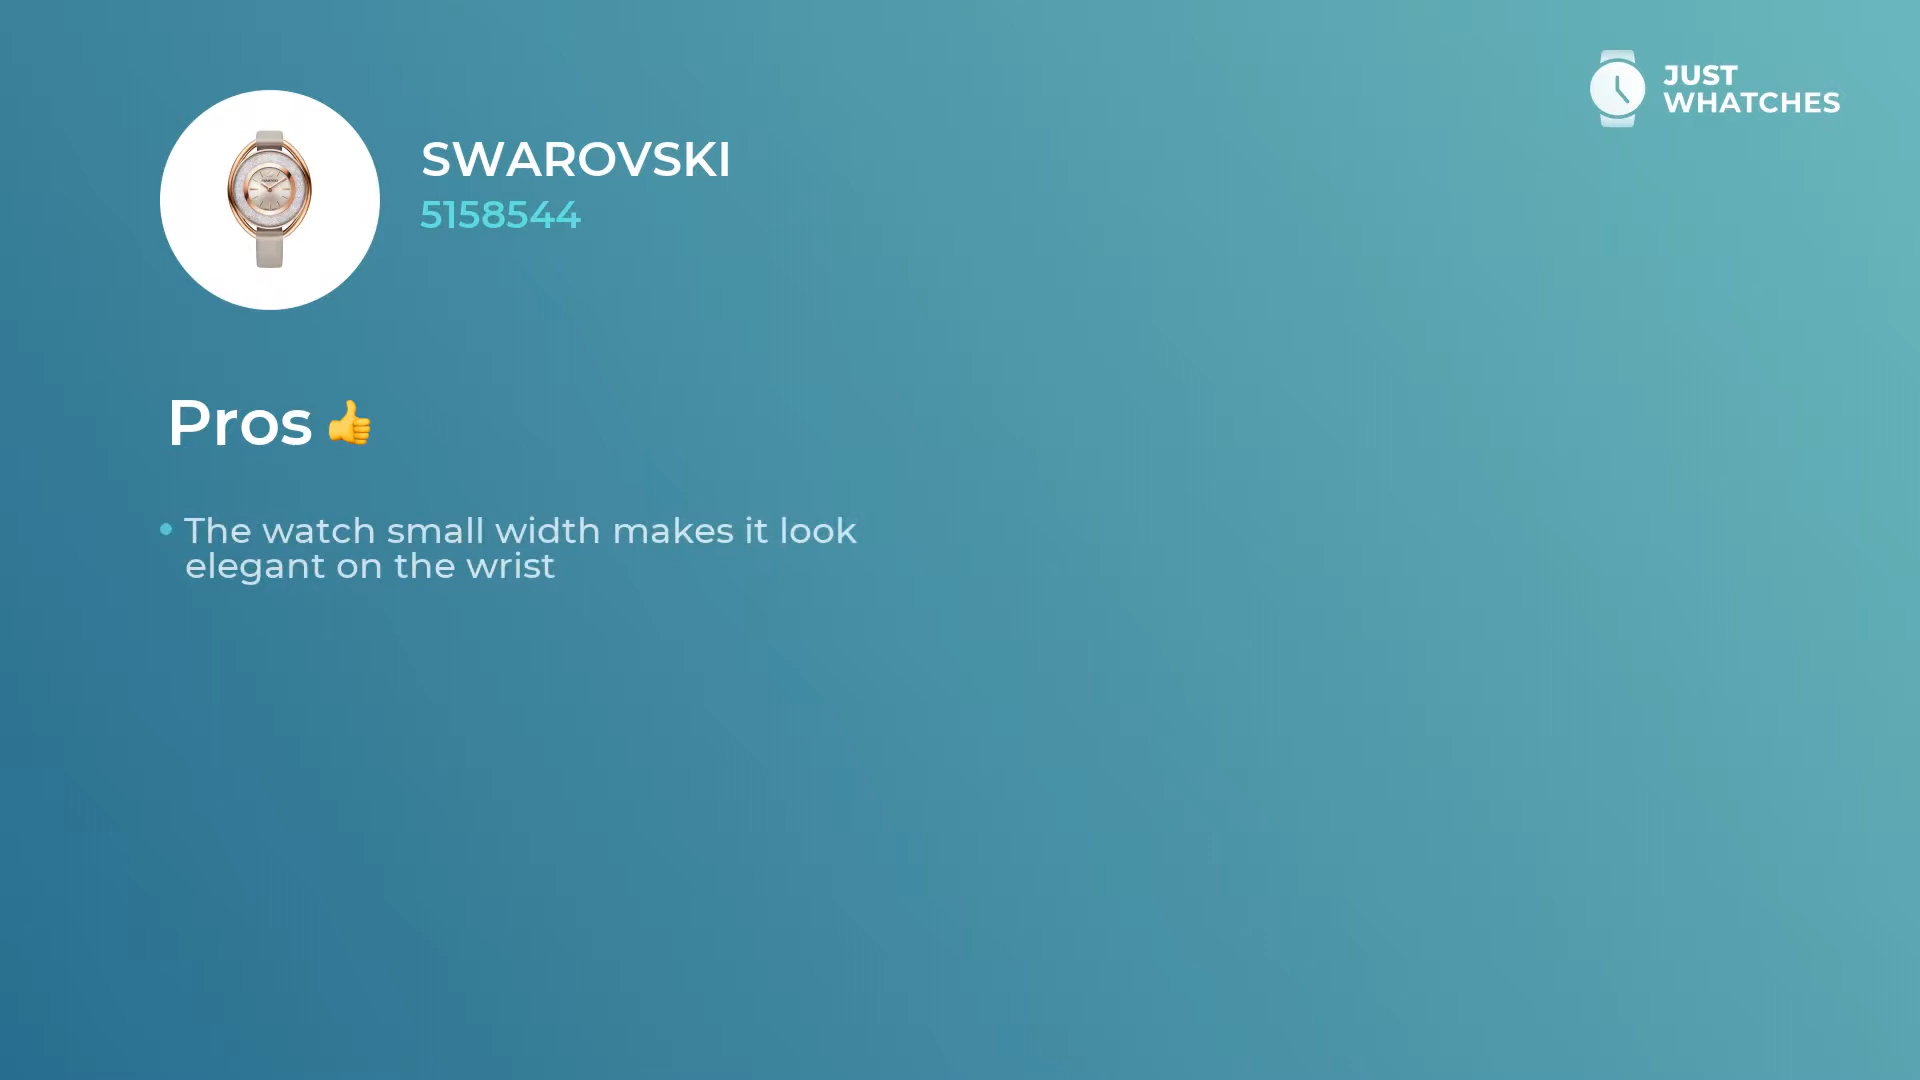 JUST
WHATCHES
SWAROVSKI
5158544
Pros 👍
• The watch small width makes it look
elegant on the wrist